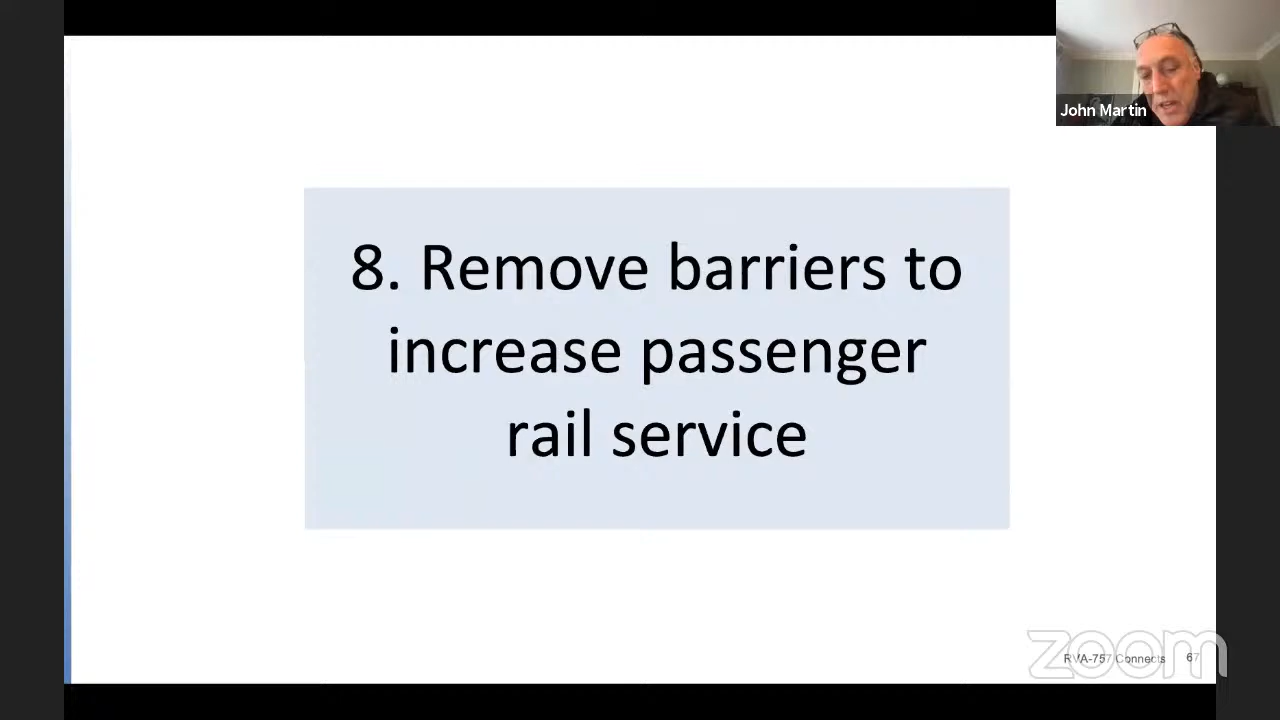 John Martin
8. Remove barriers to
increase passenger
rail service
RVA-757 Connects 67
zoom